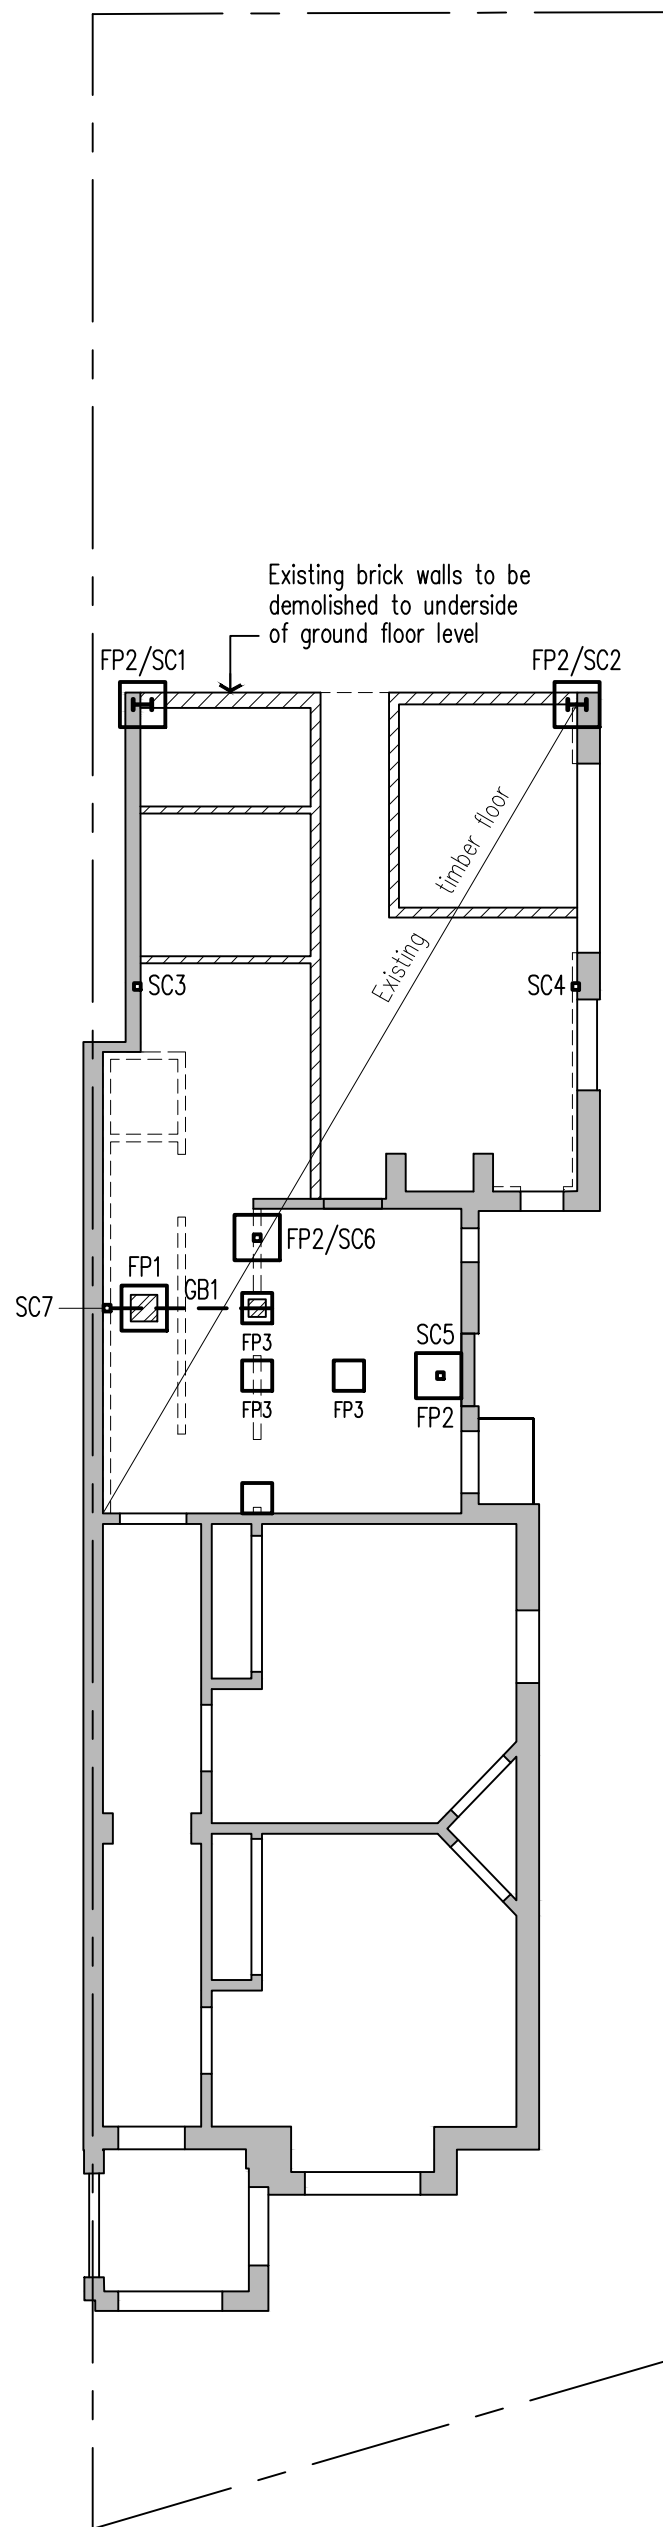 Existing brick walls to be
demolished to underside
of ground floor level
FP2/SC1
FP2/SC2
Existing timber floor
SC3
SC4
FP2/SC6
FP1
GB1
SC7
FP3
SC5
FP3
FP3
FP2